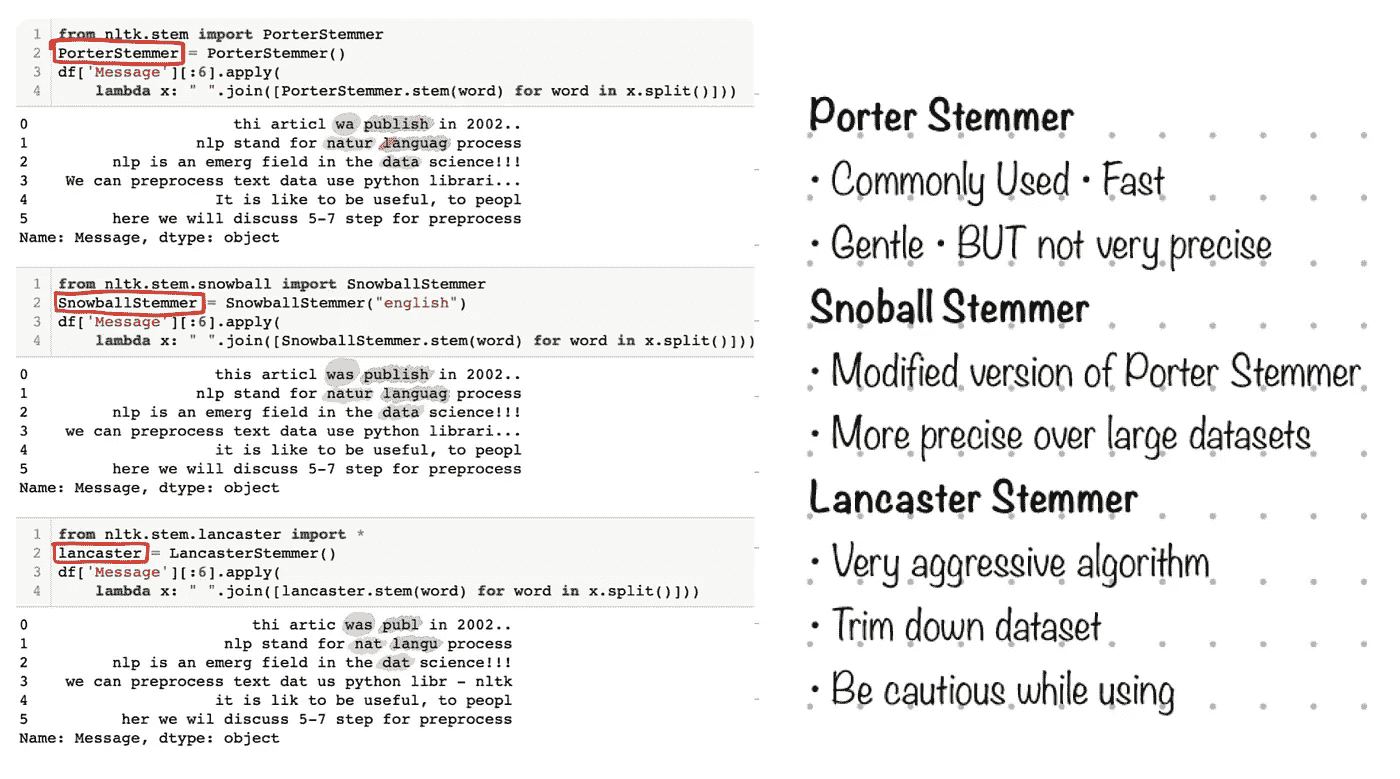 1 from nltk.stem import PorterStemmer
2 PorterStemmer = PorterStemmer()
3 df['Message'][:6].apply(
4 lambda x: " ".join([PorterStemmer.stem(word) for word in x.split()]))
0 thi articl wa publish in 2002..
1 nlp stand for natur languag process
2 nlp is an emerg field in the data science!!!
3 We can preprocess text data use python librari...
4 It is like to be useful, to peopl
5 here we will discuss 5-7 step for preprocess
Name: Message, dtype: object
1 from nltk.stem.snowball import SnowballStemmer
2 SnowballStemmer = SnowballStemmer("english")
3 df['Message'][:6].apply(
4 lambda x: " ".join([SnowballStemmer.stem(word) for word in x.split()]))
0 this articl was publish in 2002..
1 nlp stand for natur languag process
2 nlp is an emerg field in the data science!!!
3 we can preprocess text data use python librari...
4 it is like to be useful, to peopl
5 here we will discuss 5-7 step for preprocess
Name: Message, dtype: object
1 from nltk.stem.lancaster import *
2 lancaster = LancasterStemmer()
3 df['Message'][:6].apply(
4 lambda x: " ".join([lancaster.stem(word) for word in x.split()]))
0 thi artic was publ in 2002..
1 nlp stand for nat langu process
2 nlp is an emerg field in the dat science!!!
3 we can preprocess text dat us python libr - nltk
4 it is lik to be useful, to peopl
5 her we wil discuss 5-7 step for preprocess
Name: Message, dtype: object
Porter Stemmer
• Commonly Used • Fast
• Gentle • BUT not very precise
Snoball Stemmer
• Modified version of Porter Stemmer
• More precise over large datasets
Lancaster Stemmer
• Very aggressive algorithm
• Trim down dataset
• Be cautious while using